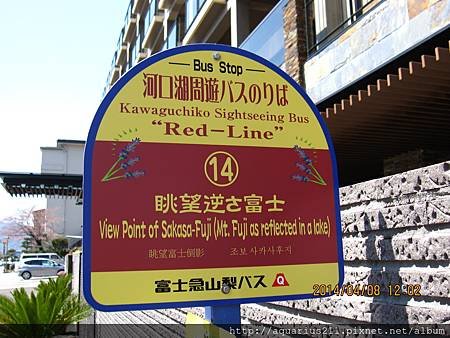 Bus Stop
河口湖周遊バスのりば
Kawaguchiko Sightseeing Bus
"Red-Line"
14
眺望逆さ富士
View Point of Sakasa-Fuji (Mt. Fuji as reflected in a lake)
眺望富士倒影 조보사카사후지
富士急山梨バス
2014/04/08 12:02
http://aquarius211.pixnet.net/album